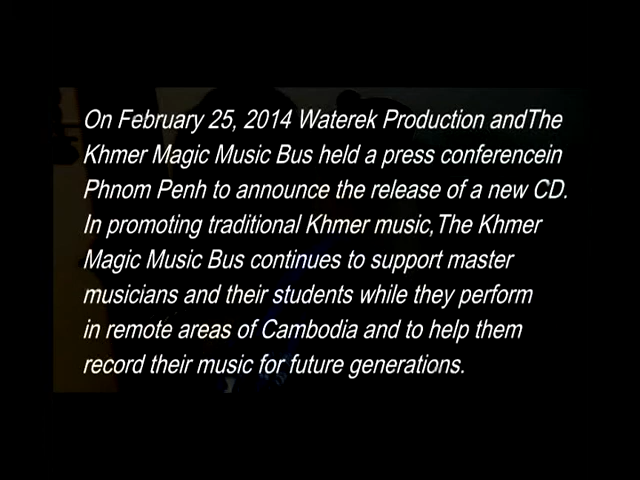 On February 25, 2014 Waterek Production andThe
Khmer Magic Music Bus held a press conferencein
Phnom Penh to announce the release of a new CD.
In promoting traditional Khmer music,The Khmer
Magic Music Bus continues to support master
musicians and their students while they perform
in remote areas of Cambodia and to help them
record their music for future generations.